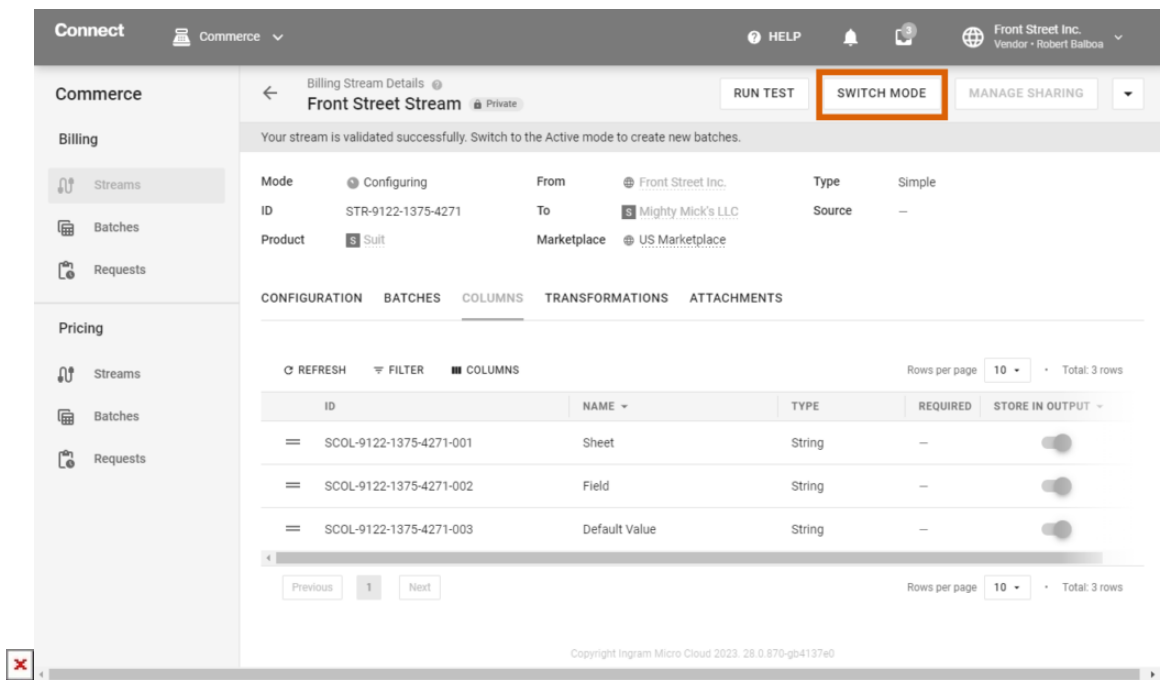 Connect
Commerce
HELP
3
Front Street Inc.
Vendor • Robert Balboa
Commerce
Billing
Streams
Batches
Requests
Pricing
Streams
Batches
Requests
Billing Stream Details
Front Street Stream Private
RUN TEST
SWITCH MODE
MANAGE SHARING
Your stream is validated successfully. Switch to the Active mode to create new batches.
Mode Configuring From Front Street Inc. Type Simple
ID STR-9122-1375-4271 To S Mighty Mick's LLC Source –
Product S Suit Marketplace US Marketplace
CONFIGURATION BATCHES COLUMNS TRANSFORMATIONS ATTACHMENTS
REFRESH FILTER COLUMNS Rows per page 10 • Total: 3 rows
ID NAME TYPE REQUIRED STORE IN OUTPUT
SCOL-9122-1375-4271-001 Sheet String –
SCOL-9122-1375-4271-002 Field String –
SCOL-9122-1375-4271-003 Default Value String –
Previous 1 Next Rows per page 10 • Total: 3 rows
Copyright Ingram Micro Cloud 2023. 28.0.870-gb4137e0